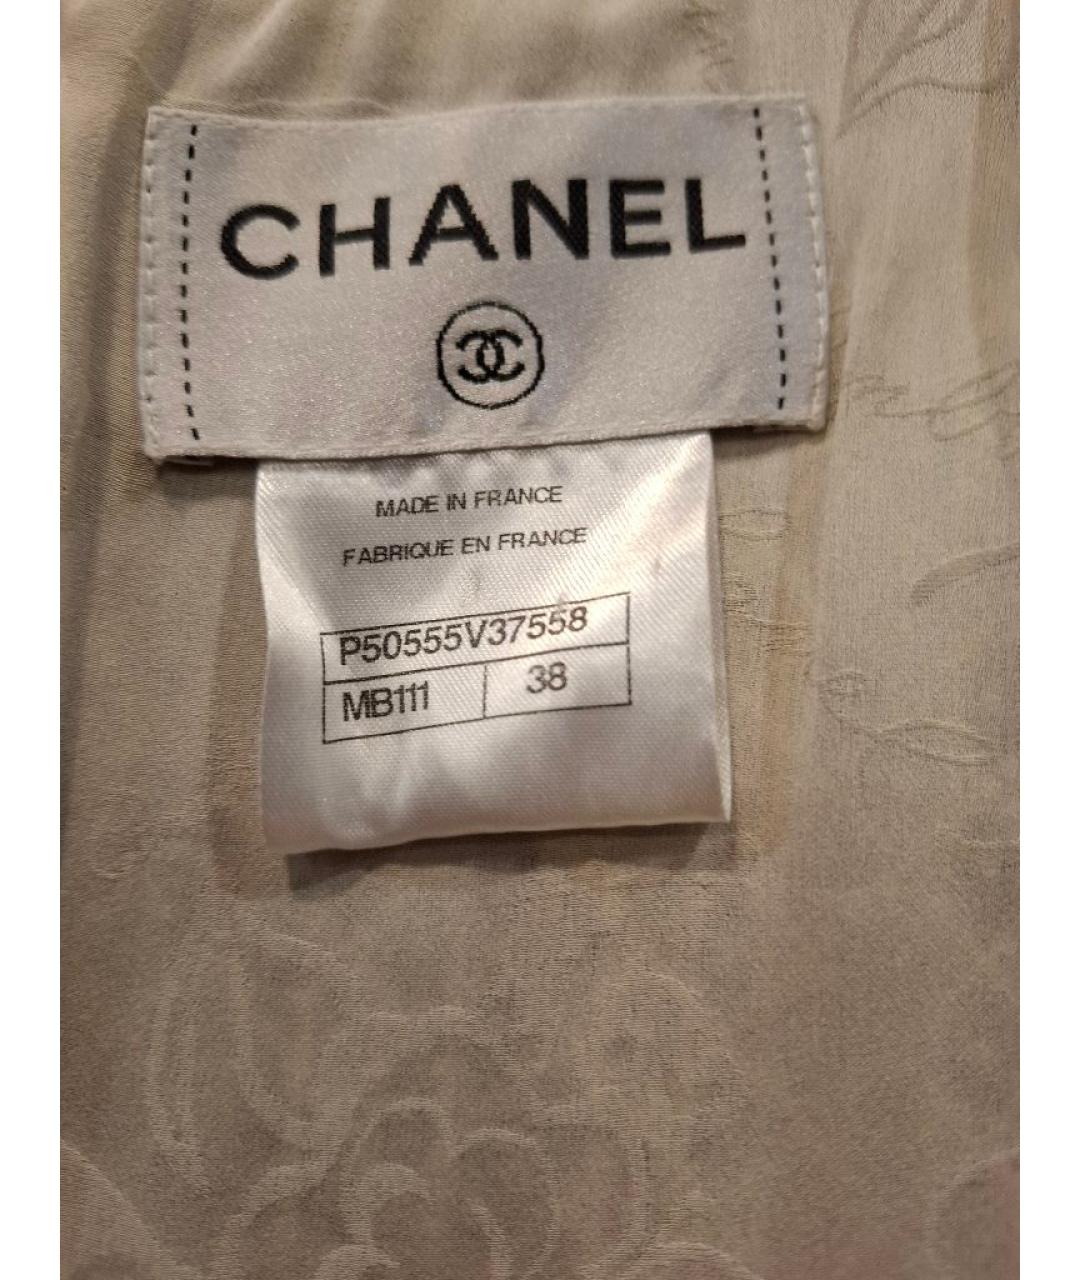 CHANEL
MADE IN FRANCE
FABRIQUE EN FRANCE
P50555V37558
MB111 38